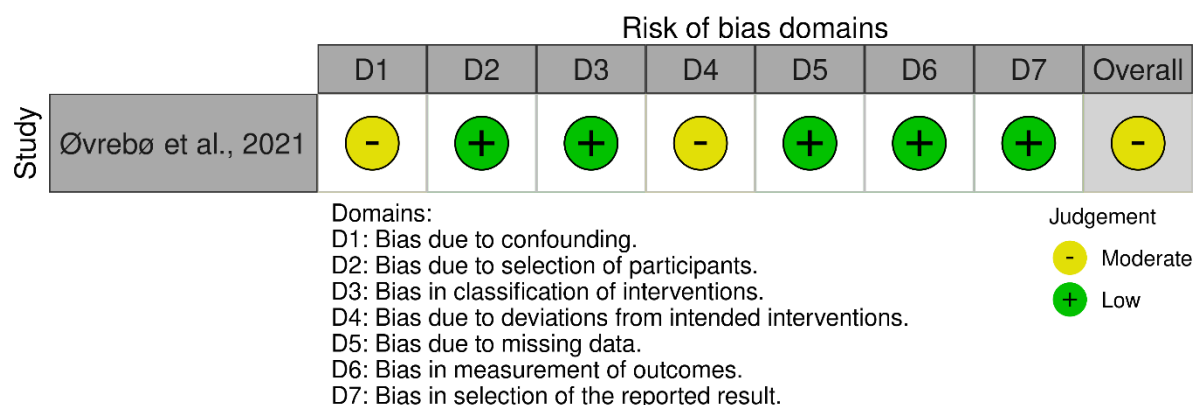 Risk of bias domains
D1 D2 D3 D4 D5 D6 D7 Overall
Study
Øvrebø et al., 2021 - + + - + + + -
Domains:
D1: Bias due to confounding.
D2: Bias due to selection of participants.
D3: Bias in classification of interventions.
D4: Bias due to deviations from intended interventions.
D5: Bias due to missing data.
D6: Bias in measurement of outcomes.
D7: Bias in selection of the reported result.
Judgement
- Moderate
+ Low